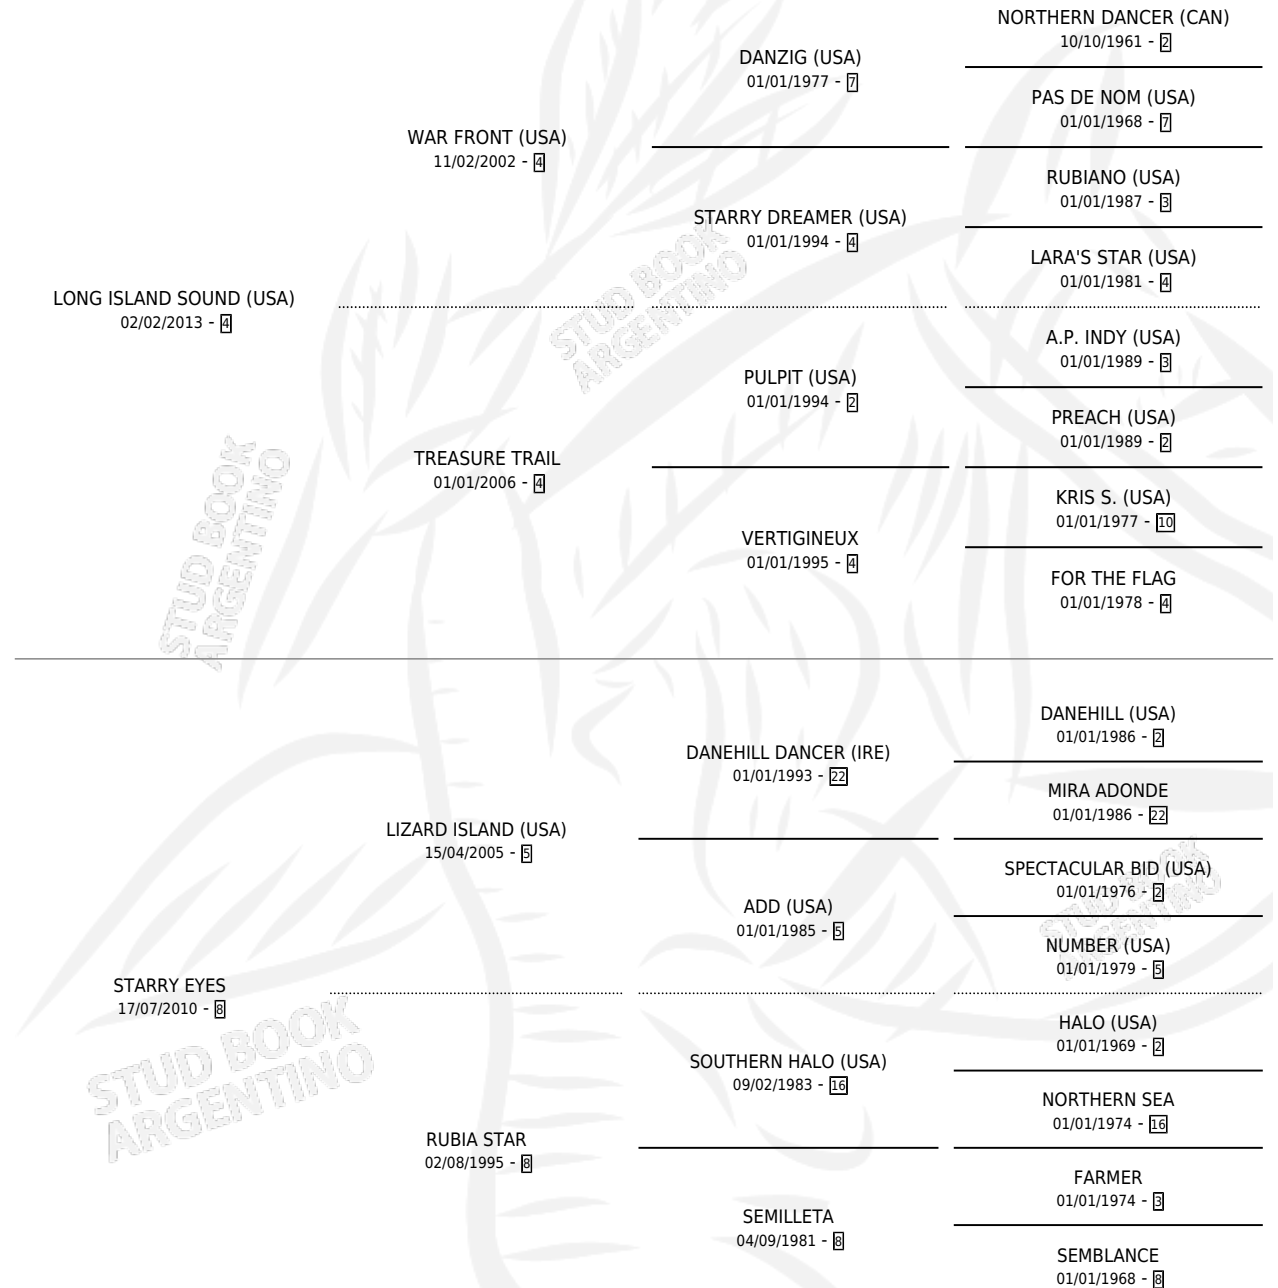 NORTHERN DANCER (CAN)
10/10/1961 - 2
DANZIG (USA)
01/01/1977 - 7
PAS DE NOM (USA)
01/01/1968 - 7
WAR FRONT (USA)
11/02/2002 - 4
RUBIANO (USA)
01/01/1987 - 3
STARRY DREAMER (USA)
01/01/1994 - 4
LARA'S STAR (USA)
01/01/1981 - 4
LONG ISLAND SOUND (USA)
02/02/2013 - 4
STUD BOOK
ARGENTINO
A.P. INDY (USA)
01/01/1989 - 3
PULPIT (USA)
01/01/1994 - 2
PREACH (USA)
01/01/1989 - 2
TREASURE TRAIL
01/01/2006 - 4
KRIS S. (USA)
01/01/1977 - 10
VERTIGINEUX
01/01/1995 - 4
FOR THE FLAG
01/01/1978 - 4
STUD BOOK
ARGENTINO
DANEHILL (USA)
01/01/1986 - 2
DANEHILL DANCER (IRE)
01/01/1993 - 22
MIRA ADONDE
01/01/1986 - 22
LIZARD ISLAND (USA)
15/04/2005 - 5
SPECTACULAR BID (USA)
01/01/1976 - 2
ADD (USA)
01/01/1985 - 5
NUMBER (USA)
01/01/1979 - 5
STUD BOOK
ARGENTINO
STARRY EYES
17/07/2010 - 8
HALO (USA)
01/01/1969 - 2
SOUTHERN HALO (USA)
09/02/1983 - 16
NORTHERN SEA
01/01/1974 - 16
STUD BOOK
ARGENTINO
RUBIA STAR
02/08/1995 - 8
FARMER
01/01/1974 - 3
SEMILLETA
04/09/1981 - 8
SEMBLANCE
01/01/1968 - 8